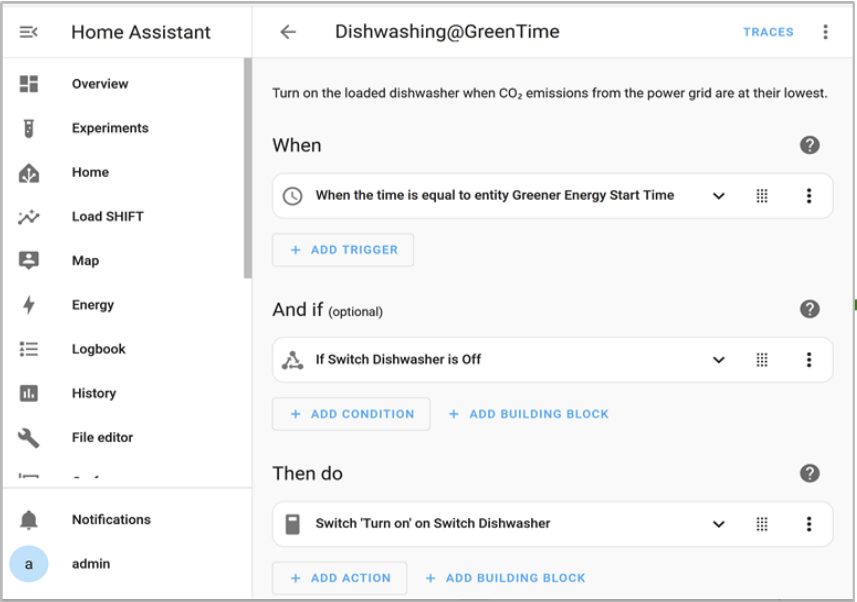 Home Assistant
Dishwashing@GreenTime
TRACES
Overview
Experiments
Home
Load SHIFT
Map
Energy
Logbook
History
File editor
Notifications
a
admin
Turn on the loaded dishwasher when CO₂ emissions from the power grid are at their lowest.
When
?
When the time is equal to entity Greener Energy Start Time
+ ADD TRIGGER
And if (optional)
?
If Switch Dishwasher is Off
+ ADD CONDITION + ADD BUILDING BLOCK
Then do
?
Switch 'Turn on' on Switch Dishwasher
+ ADD ACTION + ADD BUILDING BLOCK